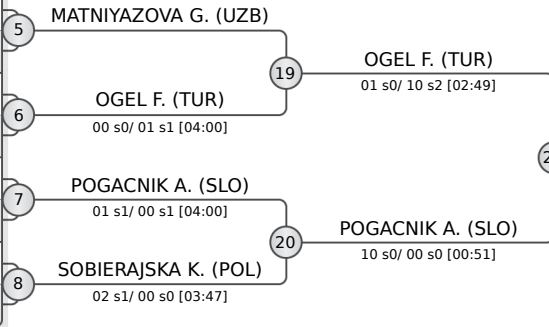 MATNIYAZOVA G. (UZB)
5
19
OGEL F. (TUR)
01 s0/ 10 s2 [02:49]
OGEL F. (TUR)
6
00 s0/ 01 s1 [04:00]
POGACNIK A. (SLO)
7
01 s1/ 00 s1 [04:00]
20
POGACNIK A. (SLO)
10 s0/ 00 s0 [00:51]
SOBIERAJSKA K. (POL)
8
02 s1/ 00 s0 [03:47]